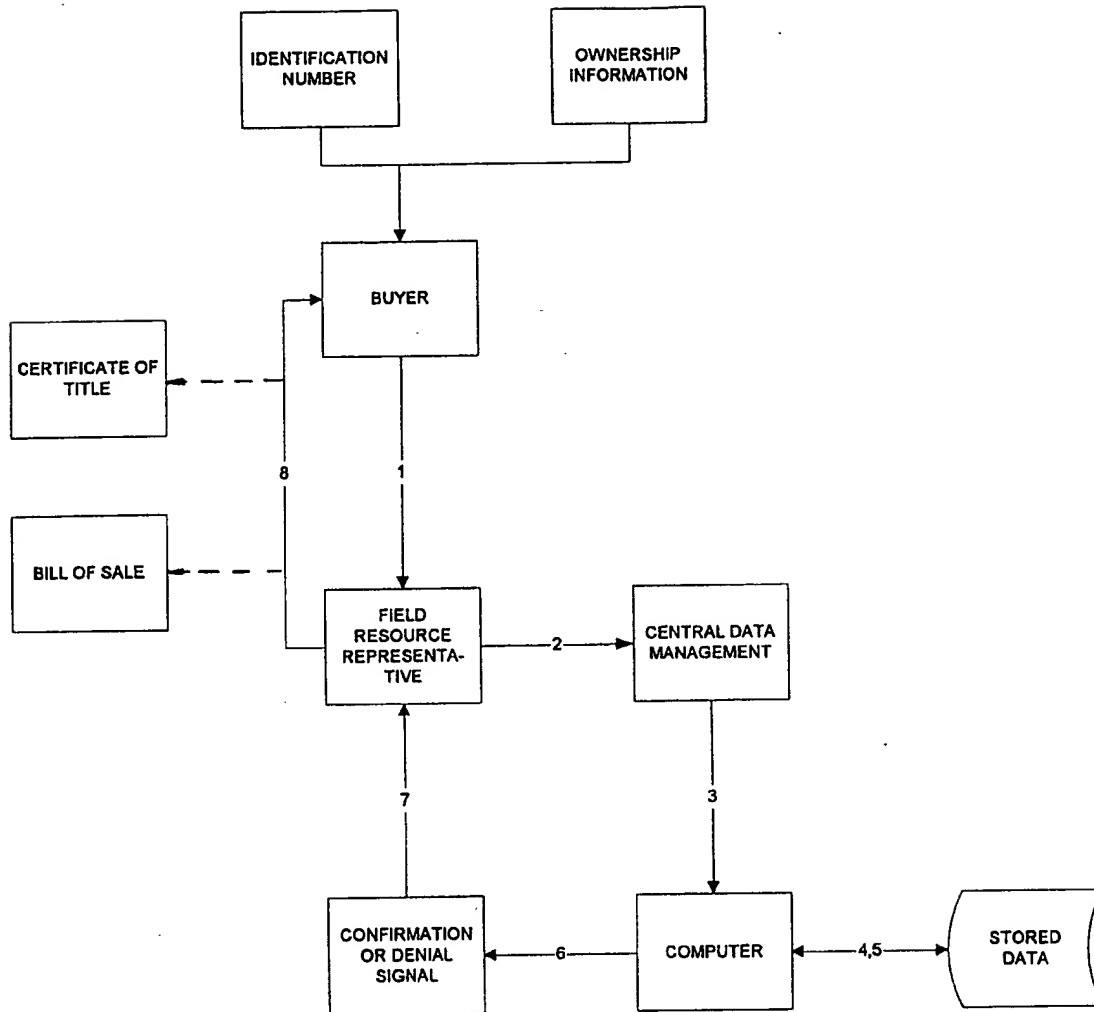 IDENTIFICATION
NUMBER
OWNERSHIP
INFORMATION
BUYER
CERTIFICATE OF
TITLE
8
1
BILL OF SALE
FIELD
RESOURCE
REPRESENTA-
TIVE
2
CENTRAL DATA
MANAGEMENT
7
3
CONFIRMATION
OR DENIAL
SIGNAL
6
COMPUTER
4,5
STORED
DATA